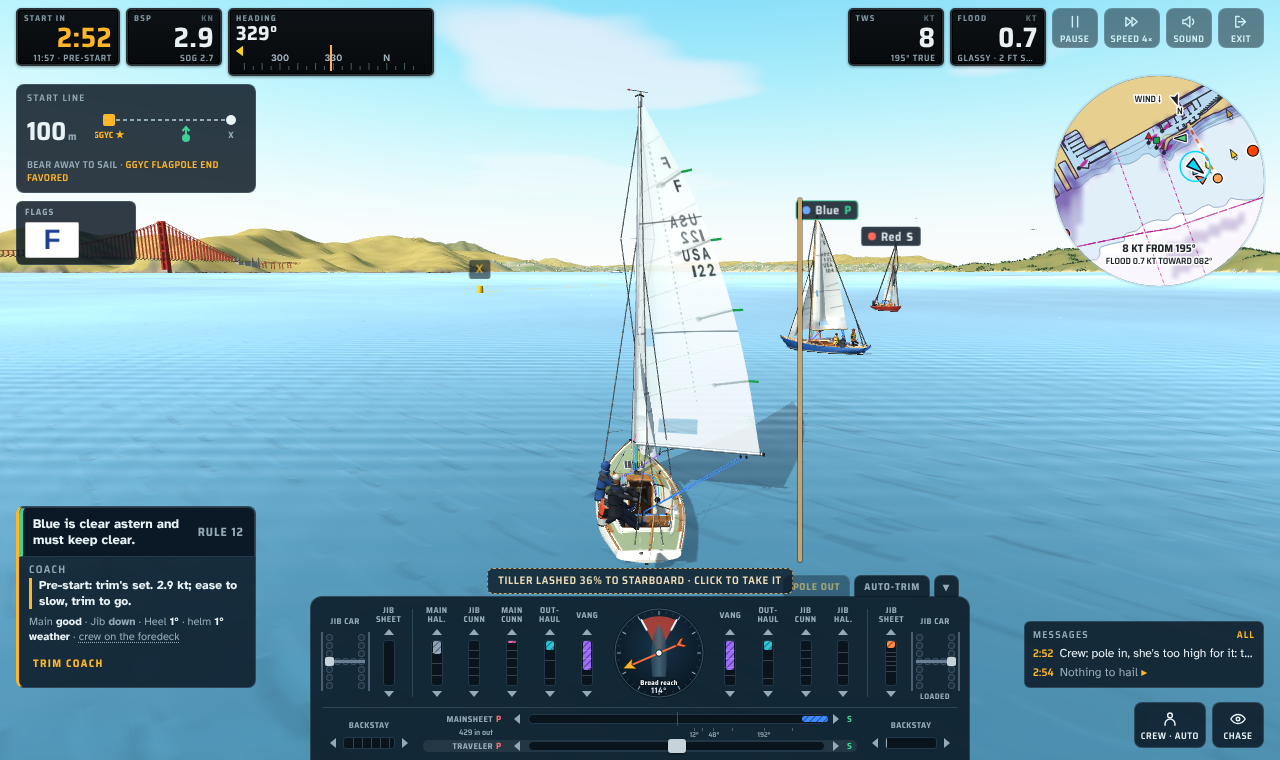 START IN
2:52
11:57 · PRE-START
BSP KN
2.9
SOG 2.7
HEADING
329°
300 330 N
TWS KT
8
195° TRUE
FLOOD KT
0.7
GLASSY · 2 FT S...
PAUSE
SPEED 4×
SOUND
EXIT
START LINE
100 m
GGYC ★ X
BEAR AWAY TO SAIL · GGYC FLAGPOLE END
FAVORED
FLAGS
F
WIND ↓
N
8 KT FROM 195°
FLOOD 0.7 KT TOWARD 082°
X
Blue P
Red S
F
F
USA
122
USA
122
Blue is clear astern and
must keep clear.
RULE 12
COACH
Pre-start: trim's set. 2.9 kt; ease to
slow, trim to go.
Main good · Jib down · Heel 1° · helm 1°
weather · crew on the foredeck
TRIM COACH
TILLER LASHED 36% TO STARBOARD · CLICK TO TAKE IT
POLE OUT
AUTO-TRIM
▼
JIB CAR
JIB
SHEET
MAIN
HAL.
JIB
CUNN
MAIN
CUNN
OUT-
HAUL
VANG
Broad reach
114°
VANG
OUT-
HAUL
JIB
CUNN
JIB
HAL.
JIB
SHEET
JIB CAR
LOADED
BACKSTAY
MAINSHEET P
S
429 in out
12° 48° 192°
TRAVELER P
S
BACKSTAY
MESSAGES ALL
2:52 Crew: pole in, she's too high for it: t...
2:54 Nothing to hail ▸
CREW · AUTO
CHASE